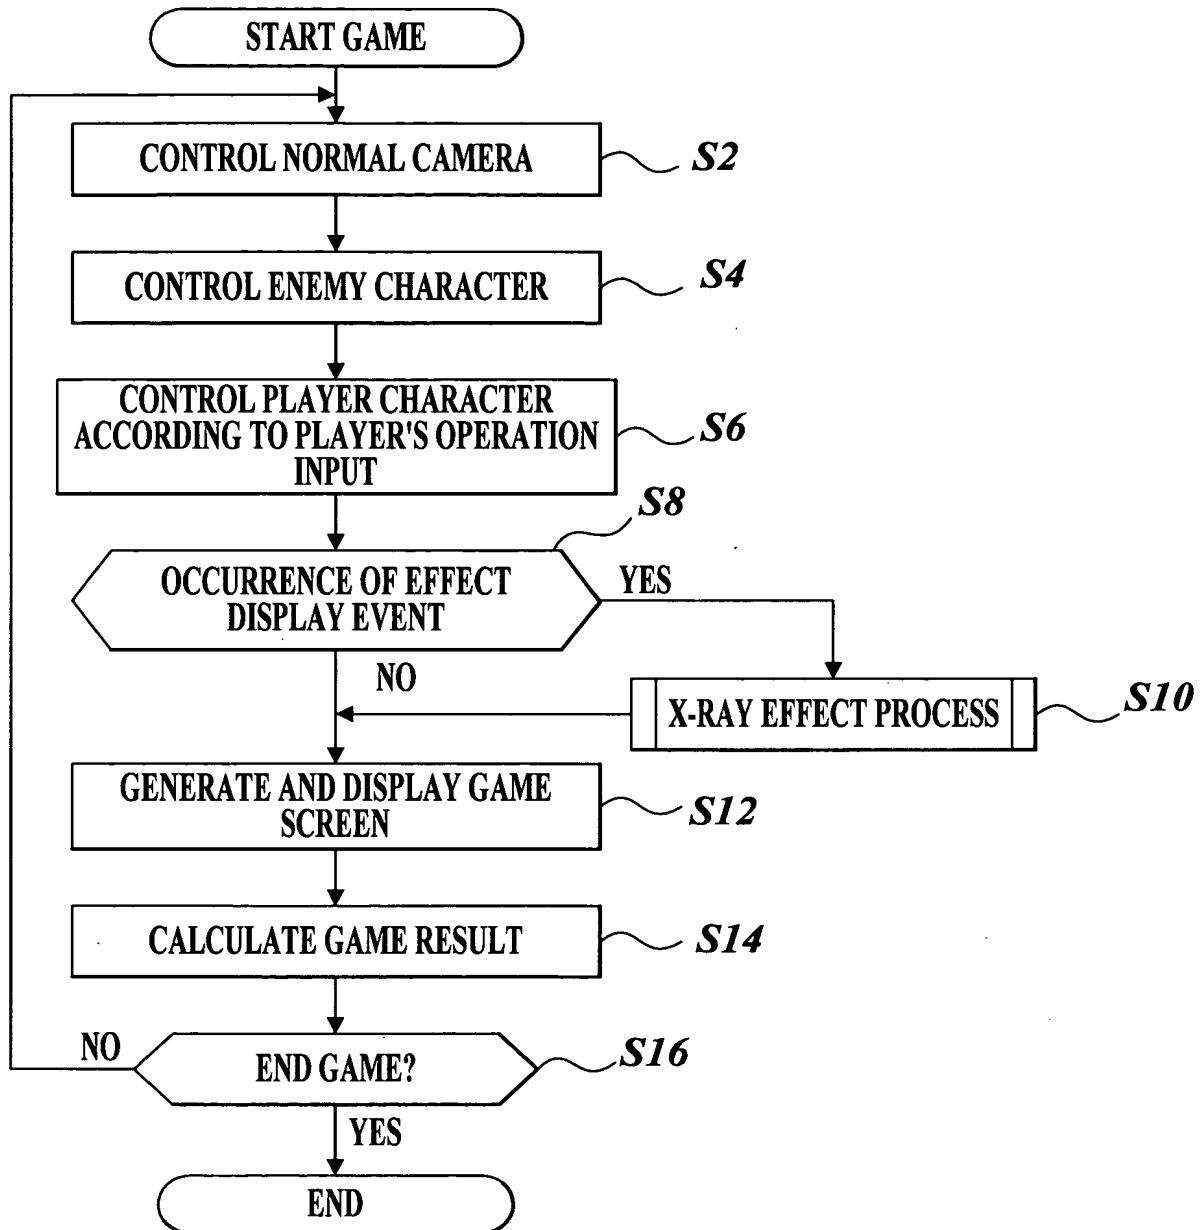 START GAME
CONTROL NORMAL CAMERA
S2
CONTROL ENEMY CHARACTER
S4
CONTROL PLAYER CHARACTER
ACCORDING TO PLAYER'S OPERATION
INPUT
S6
S8
OCCURRENCE OF EFFECT
DISPLAY EVENT
YES
NO
X-RAY EFFECT PROCESS
S10
GENERATE AND DISPLAY GAME
SCREEN
S12
CALCULATE GAME RESULT
S14
NO
END GAME?
S16
YES
END